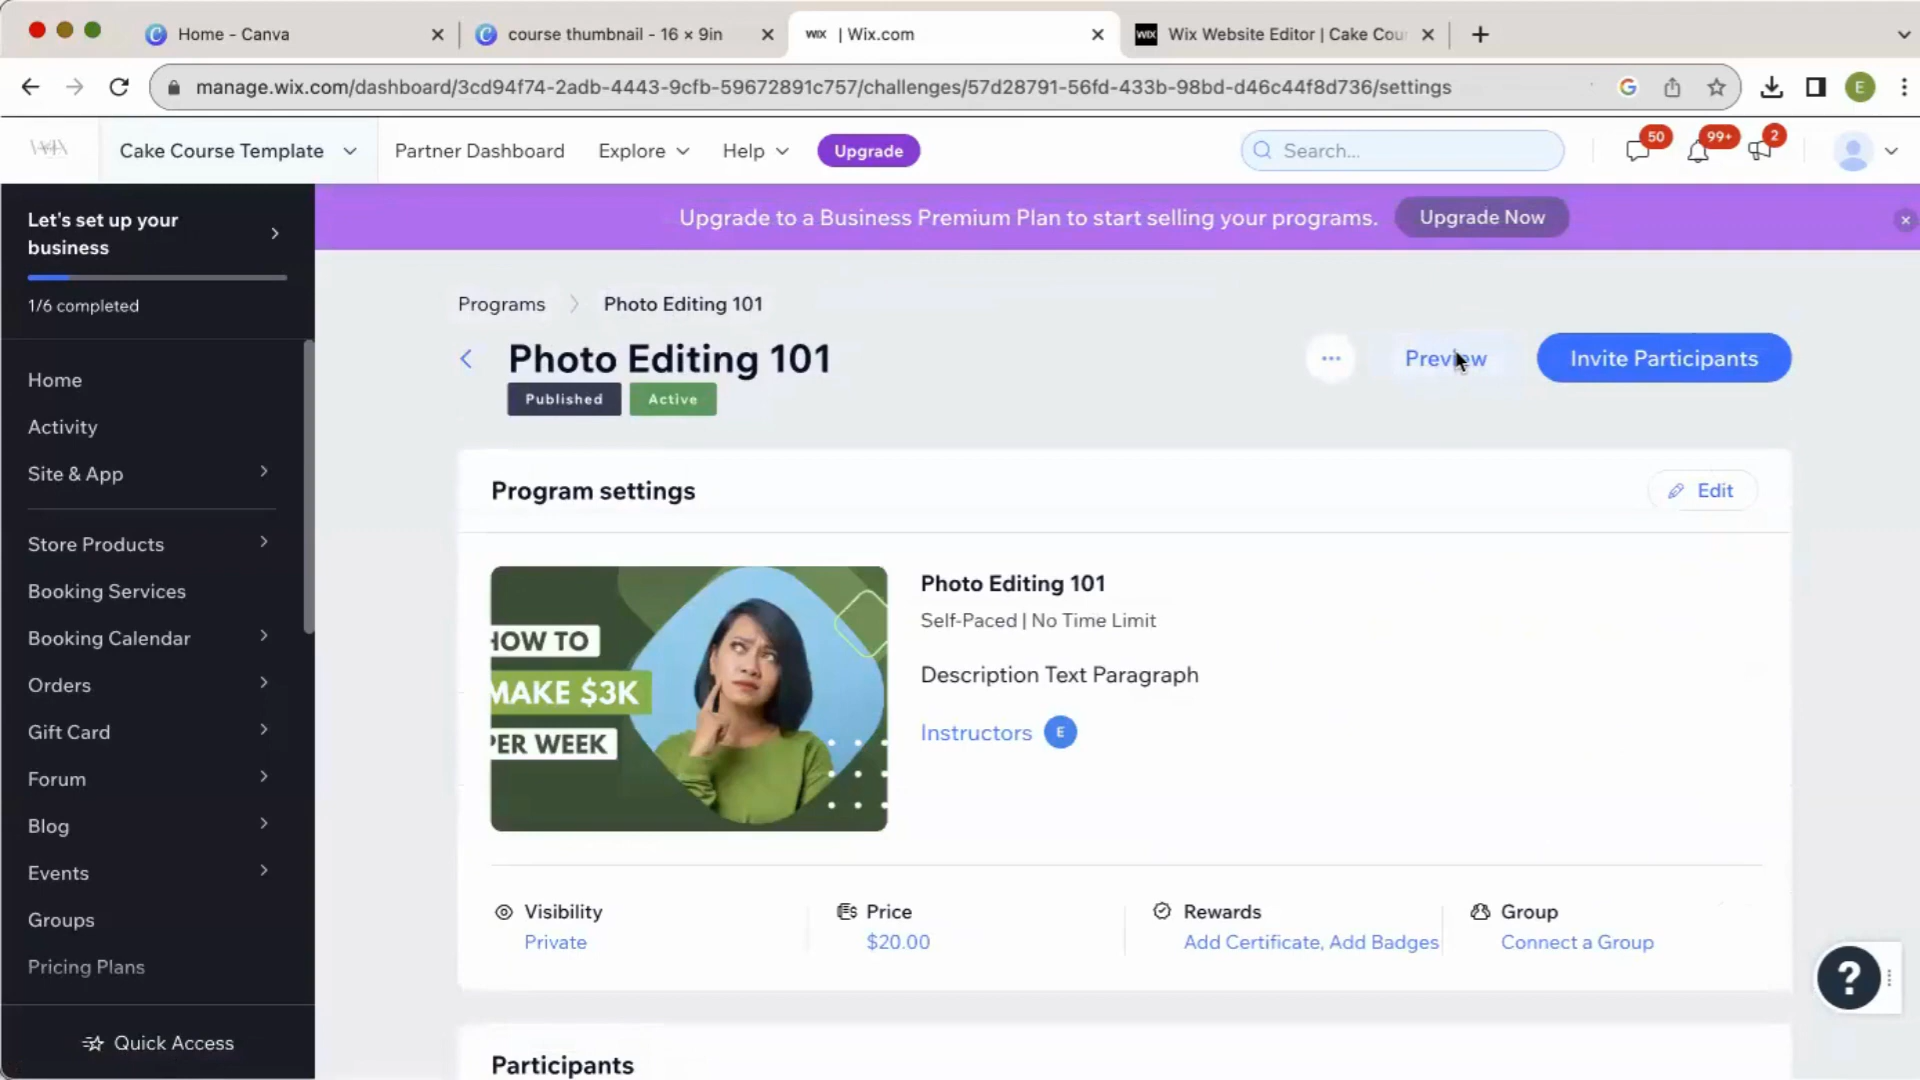 Home - Canva
course thumbnail - 16 × 9in
WIX | Wix.com
WIX Wix Website Editor | Cake Cou
manage.wix.com/dashboard/3cd94f74-2adb-4443-9cfb-59672891c757/challenges/57d28791-56fd-433b-98bd-d46c44f8d736/settings
G
E
WIX
Cake Course Template
Partner Dashboard
Explore
Help
Upgrade
Search...
50
99+
2
Let's set up your
business
1/6 completed
Upgrade to a Business Premium Plan to start selling your programs.
Upgrade Now
Home
Activity
Site & App
Store Products
Booking Services
Booking Calendar
Orders
Gift Card
Forum
Blog
Events
Groups
Pricing Plans
Quick Access
Programs
Photo Editing 101
Photo Editing 101
Published
Active
Preview
Invite Participants
Program settings
Edit
HOW TO
MAKE $3K
PER WEEK
Photo Editing 101
Self-Paced | No Time Limit
Description Text Paragraph
Instructors
E
Visibility
Private
Price
$20.00
Rewards
Add Certificate, Add Badges
Group
Connect a Group
?
Participants